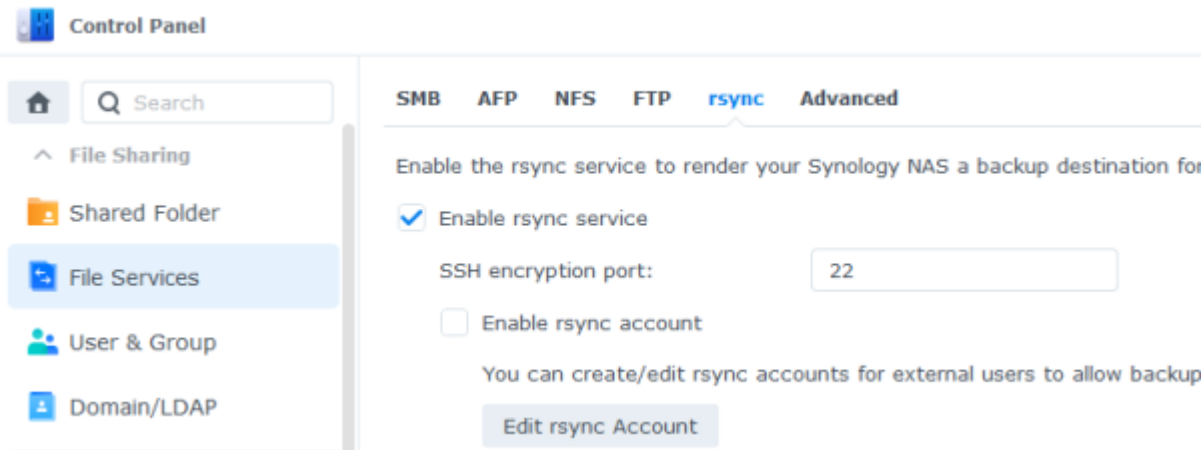 Control Panel
Search
File Sharing
Shared Folder
File Services
User & Group
Domain/LDAP
SMB AFP NFS FTP rsync Advanced
Enable the rsync service to render your Synology NAS a backup destination for
Enable rsync service
SSH encryption port: 22
Enable rsync account
You can create/edit rsync accounts for external users to allow backup
Edit rsync Account